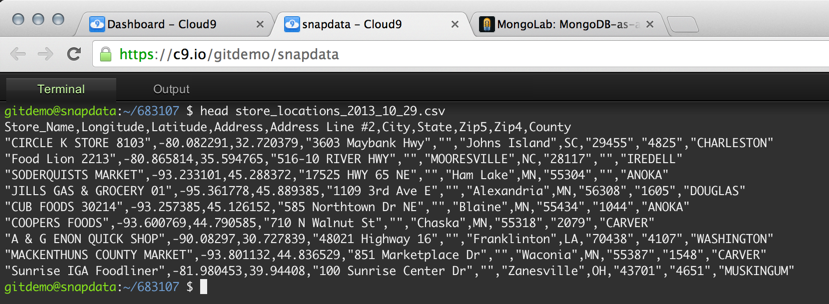 Dashboard - Cloud9
snapdata - Cloud9
MongoLab: MongoDB-as-a
https://c9.io/gitdemo/snapdata
Terminal
Output
gitdemo@snapdata:~/683107 $ head store_locations_2013_10_29.csv
Store_Name,Longitude,Latitude,Address,Address Line #2,City,State,Zip5,Zip4,County
"CIRCLE K STORE 8103",-80.082291,32.720379,"3603 Maybank Hwy","","Johns Island",SC,"29455","4825","CHARLESTON"
"Food Lion 2213",-80.865814,35.594765,"516-10 RIVER HWY","","MOORESVILLE",NC,"28117","","IREDELL"
"SODERQUISTS MARKET",-93.233101,45.288372,"17525 HWY 65 NE","","Ham Lake",MN,"55304","","ANOKA"
"JILLS GAS & GROCERY 01",-95.361778,45.889385,"1109 3rd Ave E","","Alexandria",MN,"56308","1605","DOUGLAS"
"CUB FOODS 30214",-93.257385,45.126152,"585 Northtown Dr NE","","Blaine",MN,"55434","1044","ANOKA"
"COOPERS FOODS",-93.600769,44.790585,"710 N Walnut St","","Chaska",MN,"55318","2079","CARVER"
"A & G ENON QUICK SHOP",-90.08297,30.727839,"48021 Highway 16","","Franklinton",LA,"70438","4107","WASHINGTON"
"MACKENTHUNS COUNTY MARKET",-93.801132,44.836529,"851 Marketplace Dr","","Waconia",MN,"55387","1548","CARVER"
"Sunrise IGA Foodliner",-81.980453,39.94408,"100 Sunrise Center Dr","","Zanesville",OH,"43701","4651","MUSKINGUM"
gitdemo@snapdata:~/683107 $